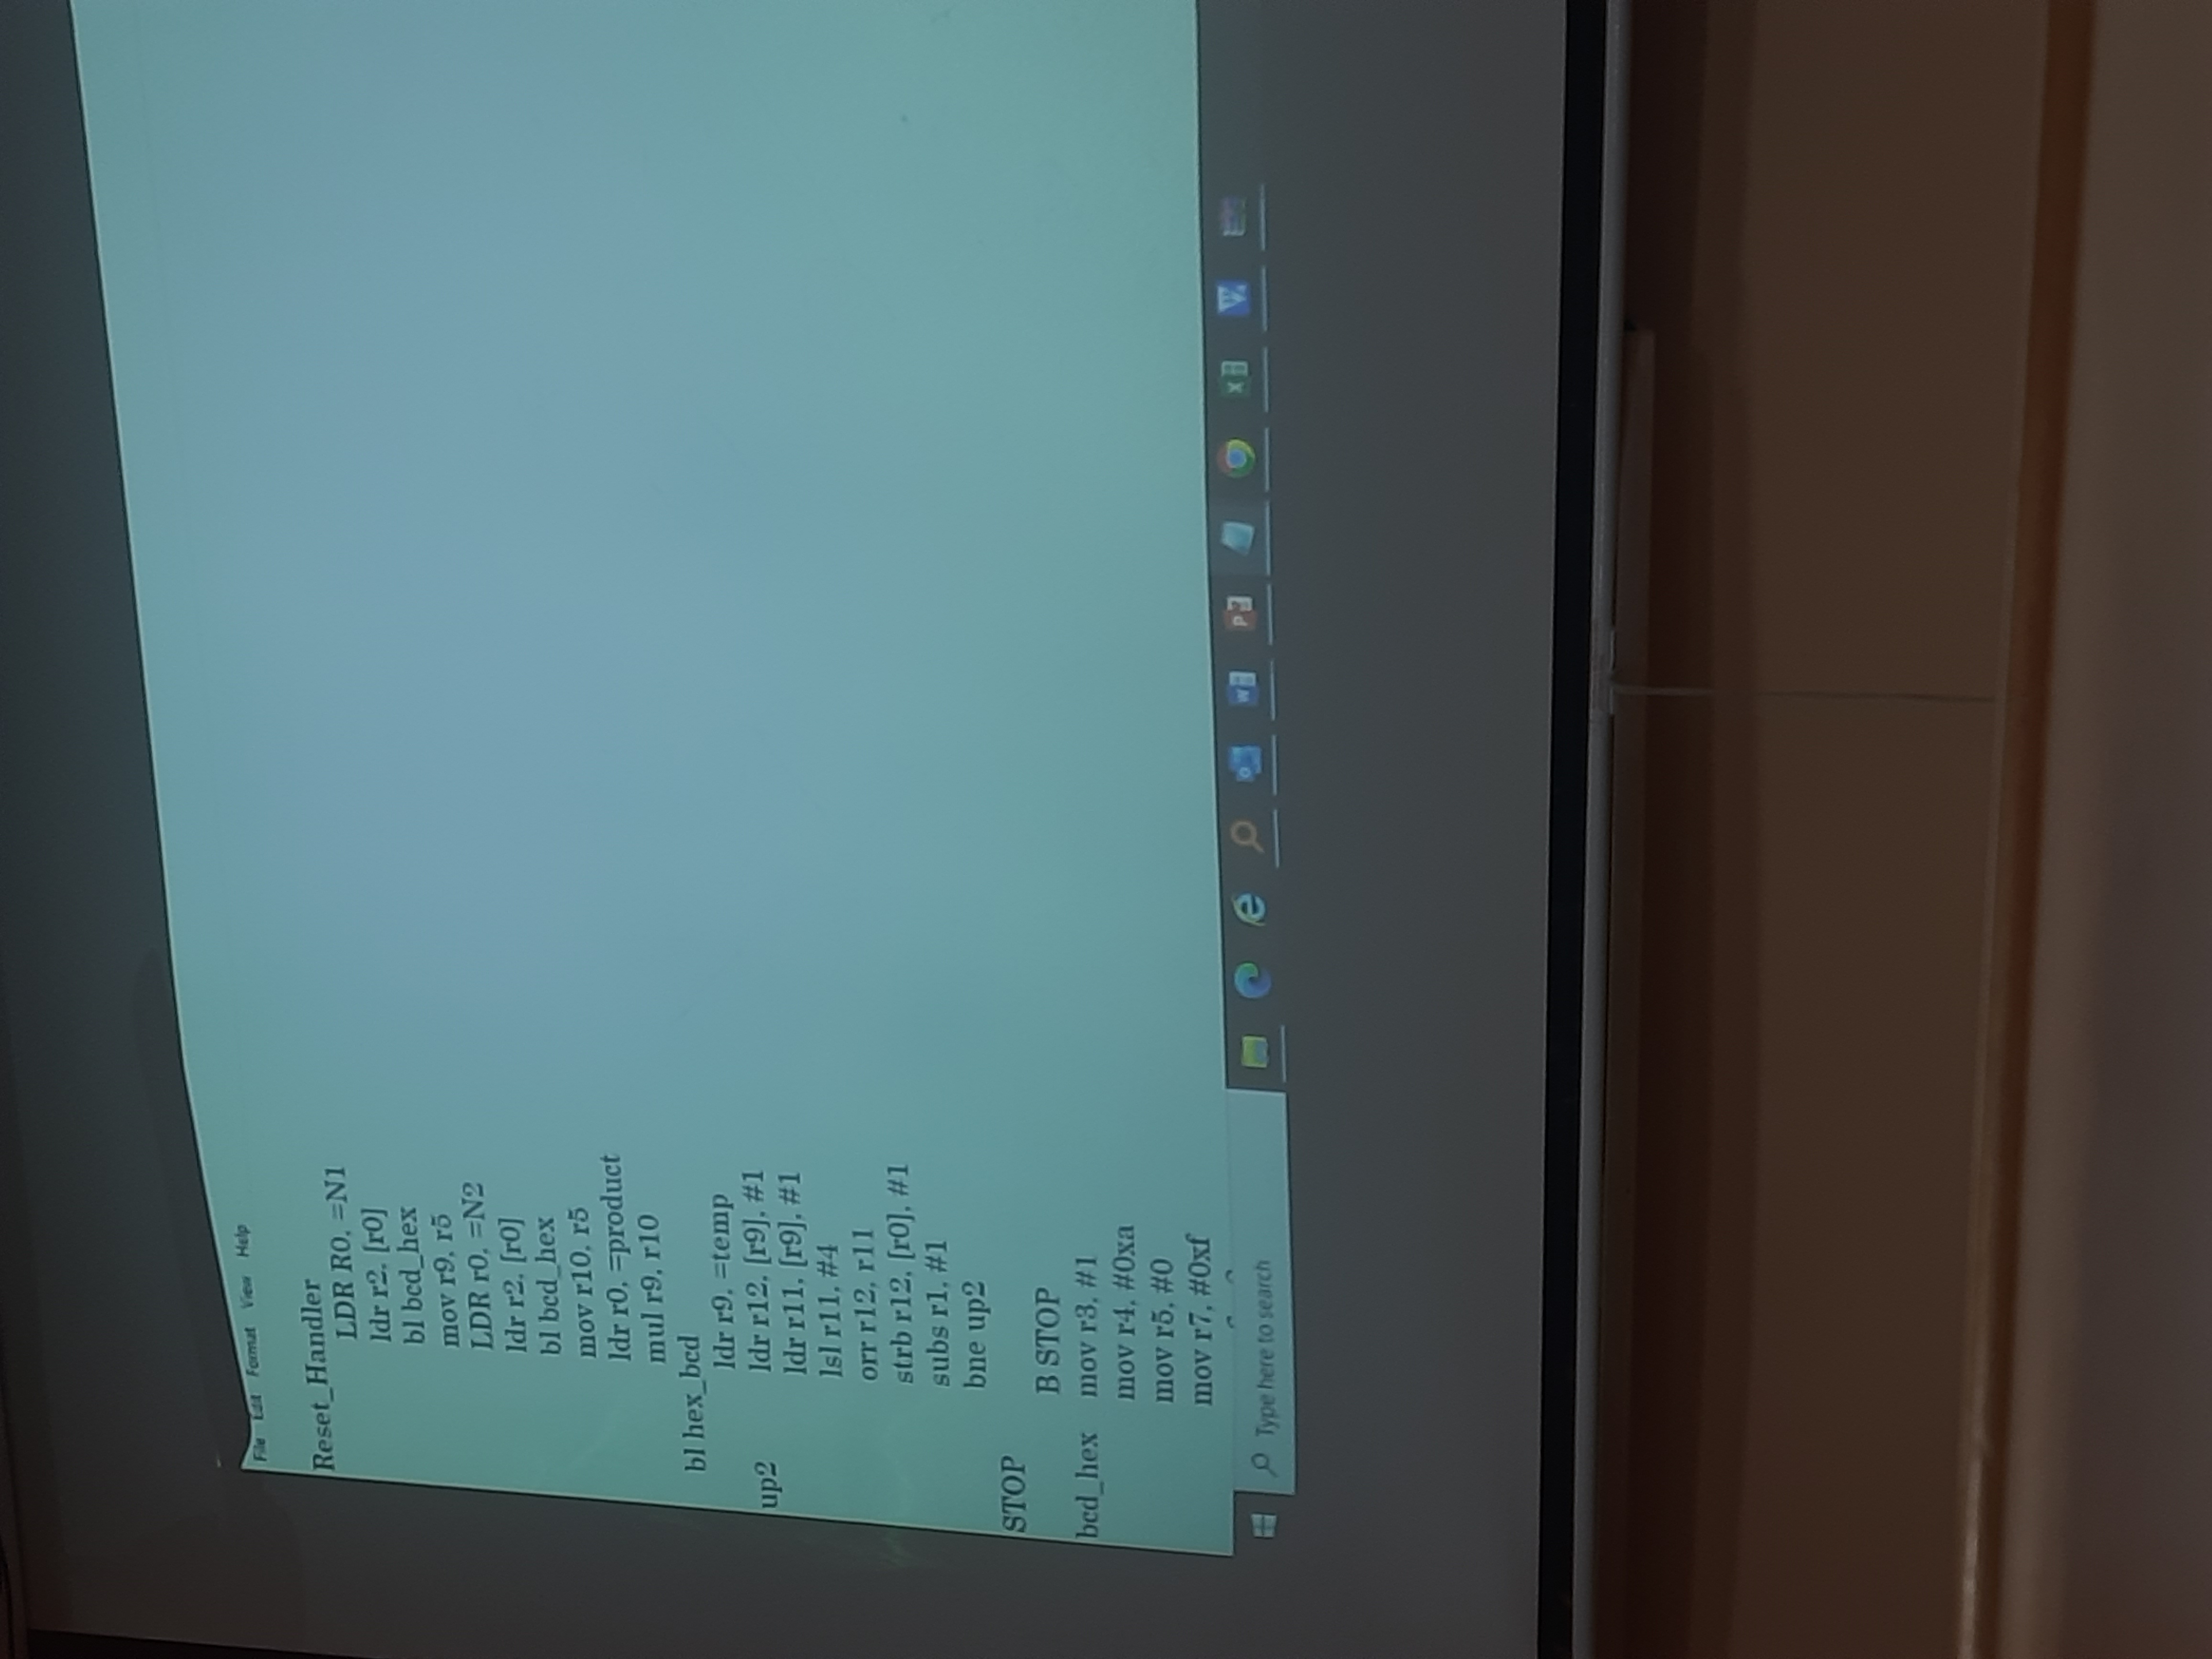 File Edit Format View Help
Reset_Handler
LDR R0, =N1
ldr r2, [r0]
bl bcd_hex
mov r9, r5
LDR r0, =N2
ldr r2, [r0]
bl bcd_hex
mov r10, r5
ldr r0, =product
mul r9, r10
bl hex_bcd
ldr r9, =temp
up2 ldr r12, [r9], #1
ldr r11, [r9], #1
lsl r11, #4
orr r12, r11
strb r12, [r0], #1
subs r1, #1
bne up2
STOP
B STOP
bcd_hex mov r3, #1
mov r4, #0xa
mov r5, #0
mov r7, #0xf
Type here to search